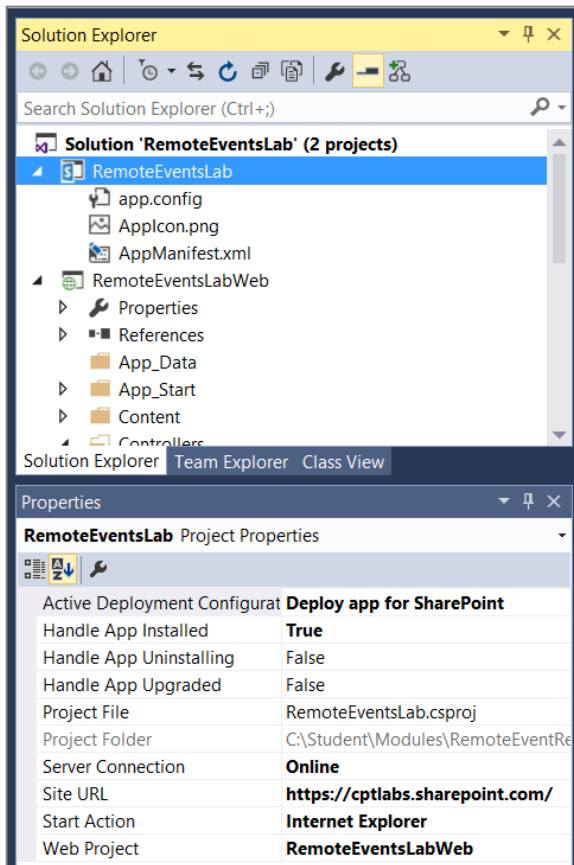 Solution Explorer
Search Solution Explorer (Ctrl+;)
Solution 'RemoteEventsLab' (2 projects)
RemoteEventsLab
app.config
AppIcon.png
AppManifest.xml
RemoteEventsLabWeb
Properties
References
App_Data
App_Start
Content
Controllers
Solution Explorer Team Explorer Class View
Properties
RemoteEventsLab Project Properties
Active Deployment Configurat Deploy app for SharePoint
Handle App Installed True
Handle App Uninstalling False
Handle App Upgraded False
Project File RemoteEventsLab.csproj
Project Folder C:\Student\Modules\RemoteEventRe
Server Connection Online
Site URL https://cptlabs.sharepoint.com/
Start Action Internet Explorer
Web Project RemoteEventsLabWeb